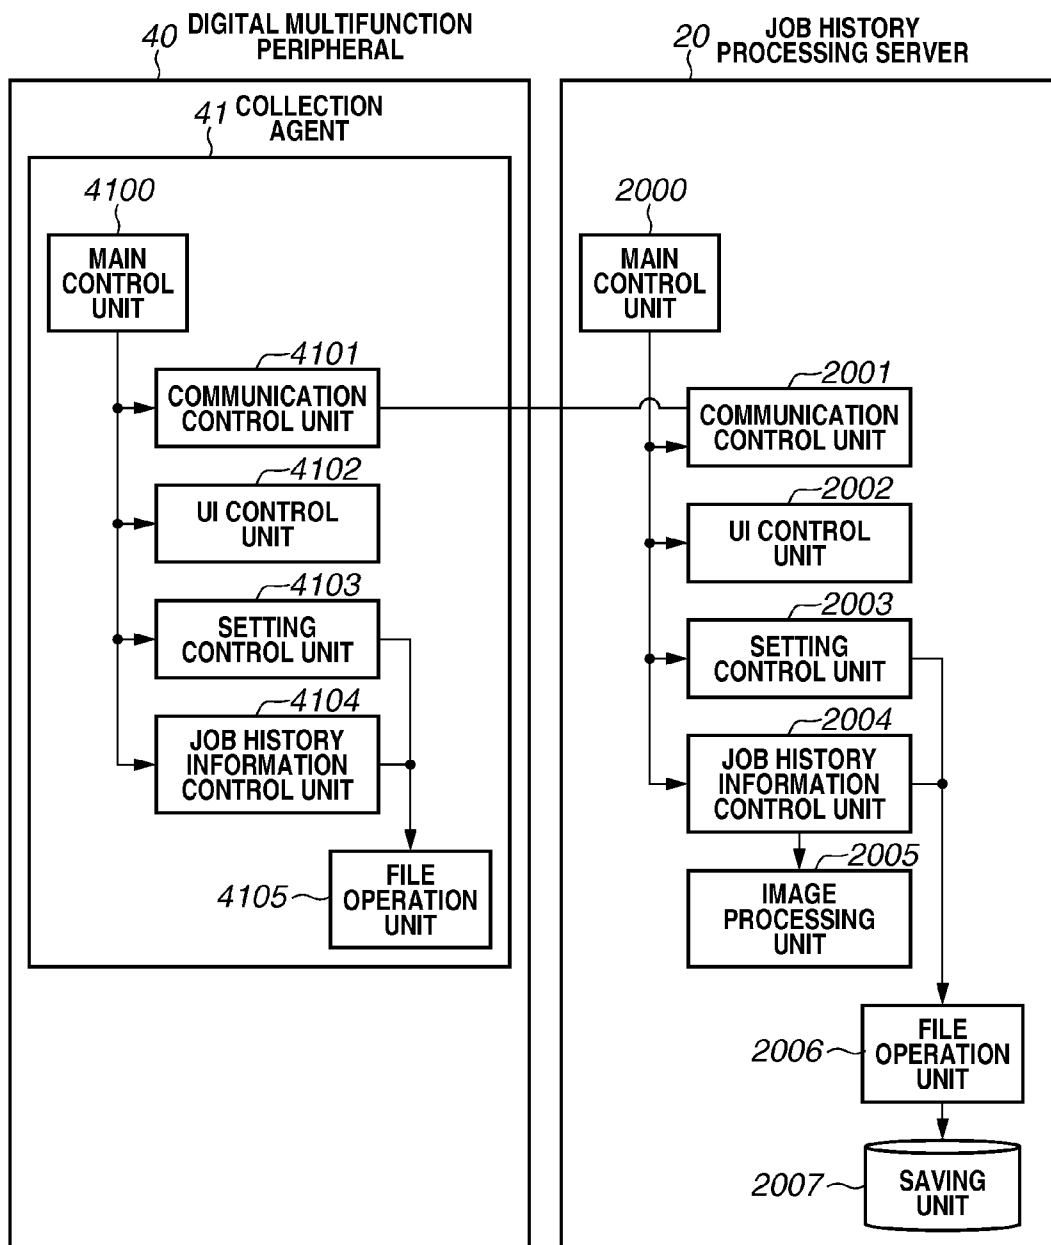 40 DIGITAL MULTIFUNCTION
PERIPHERAL
41 COLLECTION
AGENT
4100
MAIN
CONTROL
UNIT
4101
COMMUNICATION
CONTROL UNIT
4102
UI CONTROL
UNIT
4103
SETTING
CONTROL UNIT
4104
JOB HISTORY
INFORMATION
CONTROL UNIT
4105
FILE
OPERATION
UNIT
20 JOB HISTORY
PROCESSING SERVER
2000
MAIN
CONTROL
UNIT
2001
COMMUNICATION
CONTROL UNIT
2002
UI CONTROL
UNIT
2003
SETTING
CONTROL UNIT
2004
JOB HISTORY
INFORMATION
CONTROL UNIT
2005
IMAGE
PROCESSING
UNIT
2006
FILE
OPERATION
UNIT
2007
SAVING
UNIT